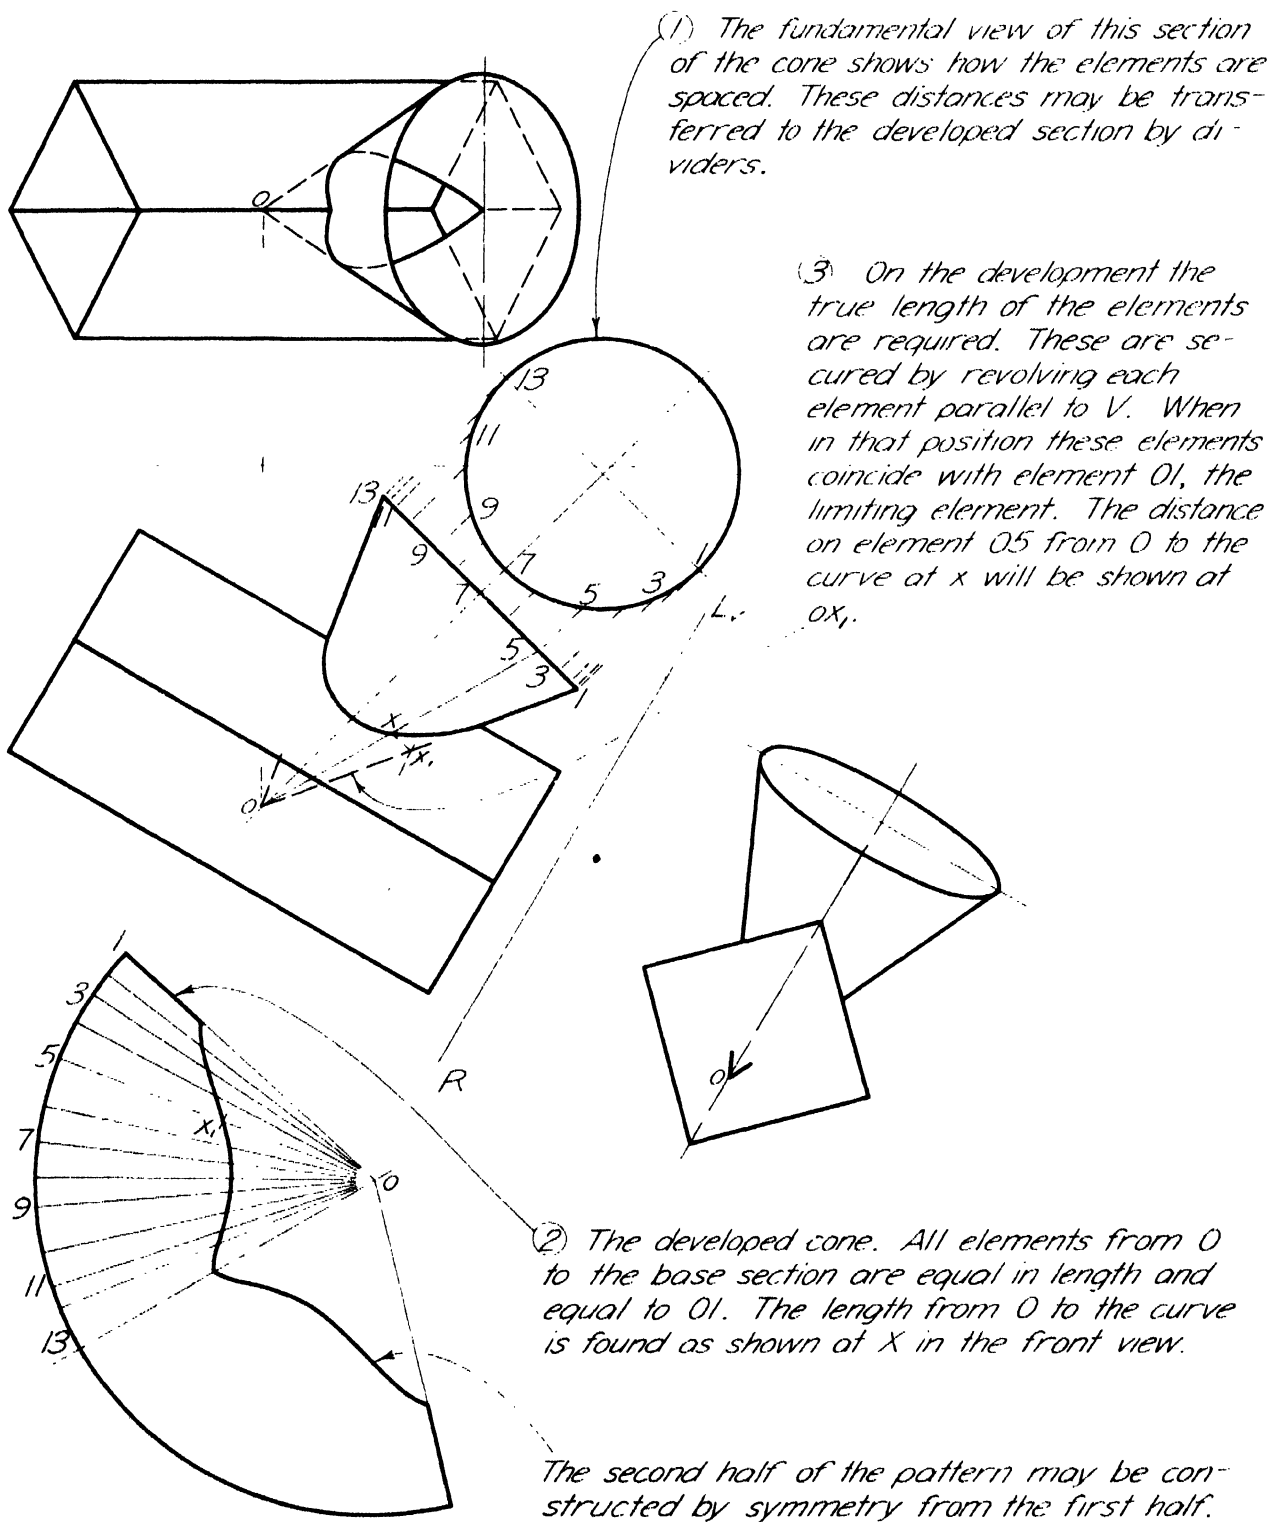 ① The fundamental view of this section
of the cone shows how the elements are
spaced. These distances may be trans-
ferred to the developed section by di-
viders.
O
③ On the development the
true length of the elements
are required. These are se-
cured by revolving each
element parallel to V. When
in that position these elements
coincide with element O1, the
limiting element. The distance
on element O5 from O to the
curve at x will be shown at
ox₁.
13
11
9
7
5
3
1
13
11
9
7
5
3
1
L.
X
X₁
O
O
R
1
3
5
7
9
11
13
X₁
O
② The developed cone. All elements from O
to the base section are equal in length and
equal to O1. The length from O to the curve
is found as shown at X in the front view.
The second half of the pattern may be con-
structed by symmetry from the first half.